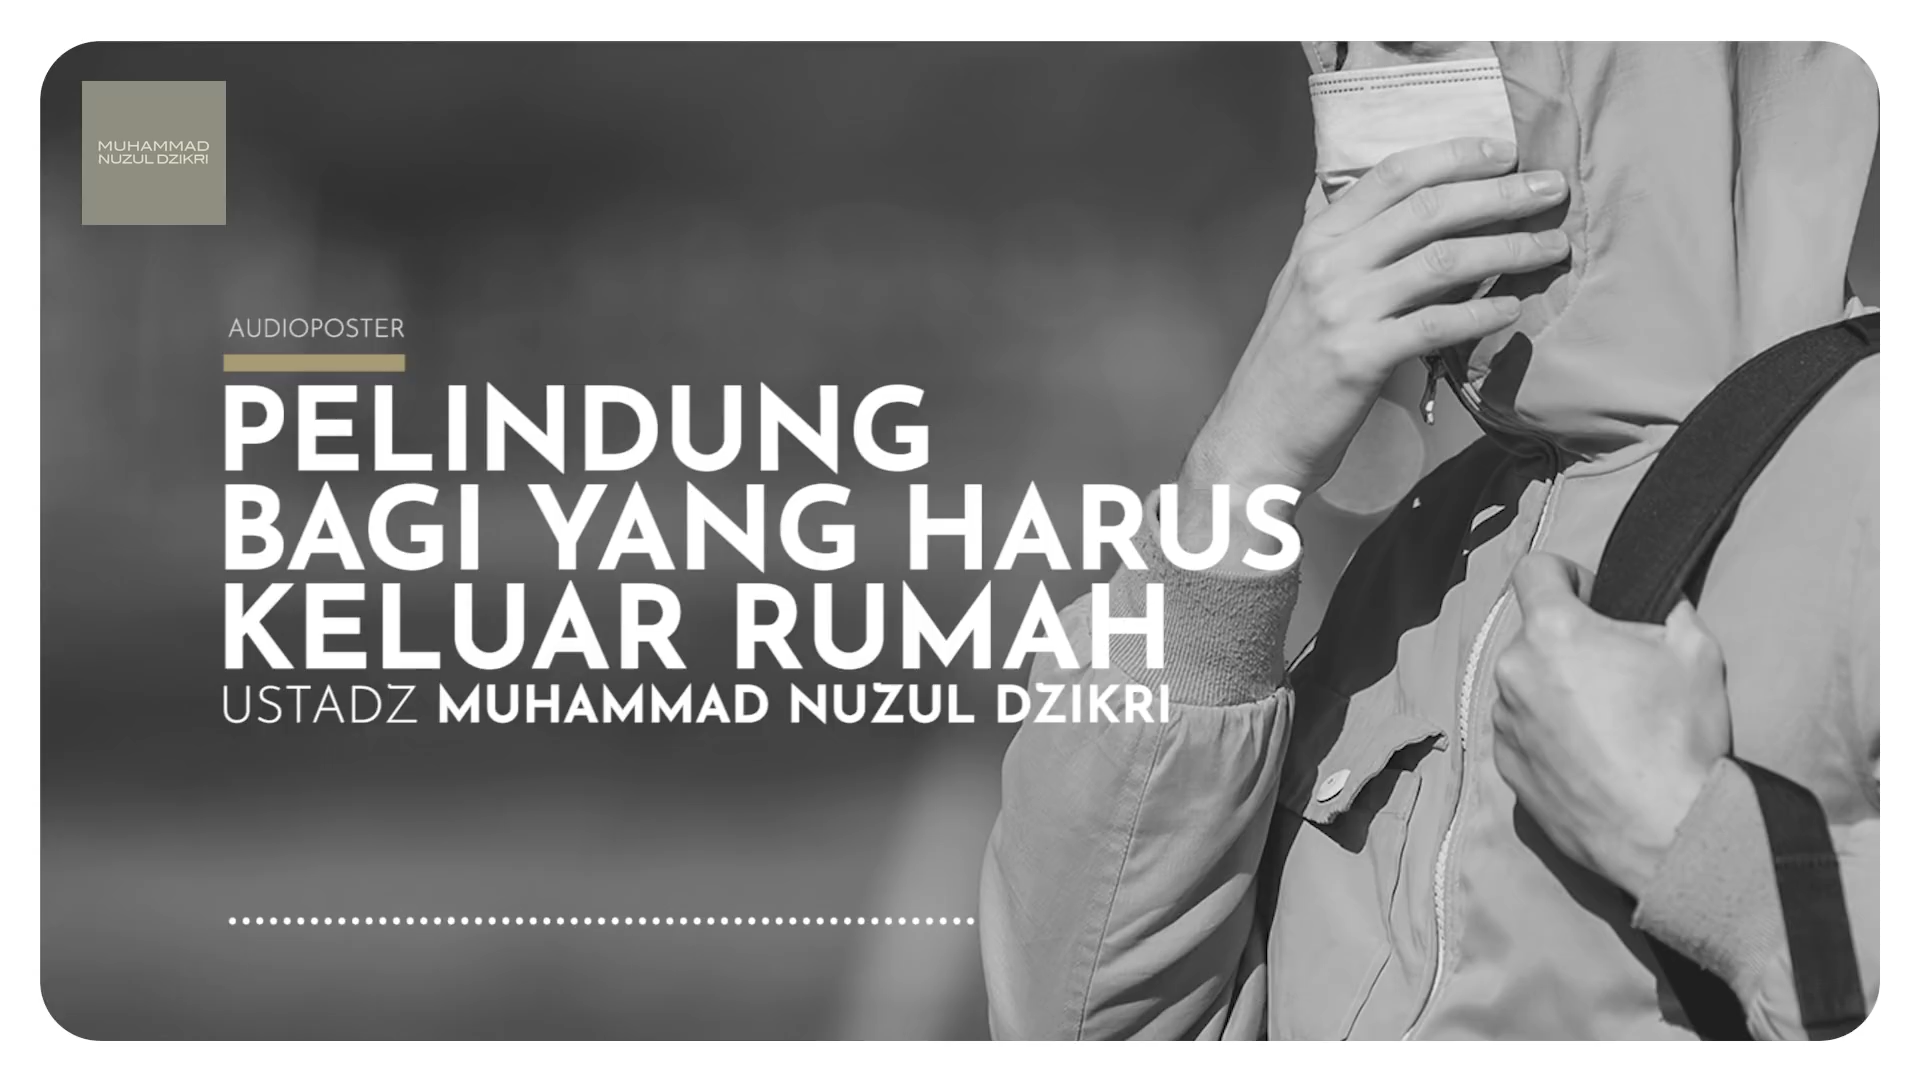 MUHAMMAD
NUZUL DZIKRI
AUDIOPOSTER
PELINDUNG
BAGI YANG HARUS
KELUAR RUMAH
USTADZ MUHAMMAD NUZUL DZIKRI